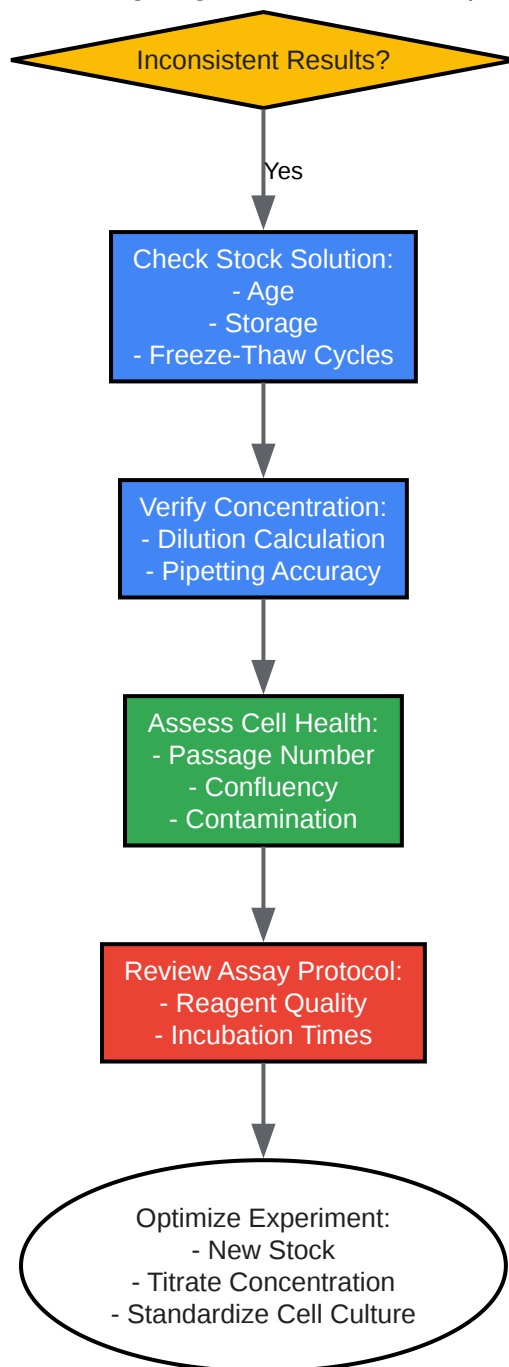 Inconsistent Results?
Yes
Check Stock Solution:
- Age
- Storage
- Freeze-Thaw Cycles
Verify Concentration:
- Dilution Calculation
- Pipetting Accuracy
Assess Cell Health:
- Passage Number
- Confluency
- Contamination
Review Assay Protocol:
- Reagent Quality
- Incubation Times
Optimize Experiment:
- New Stock
- Titrate Concentration
- Standardize Cell Culture